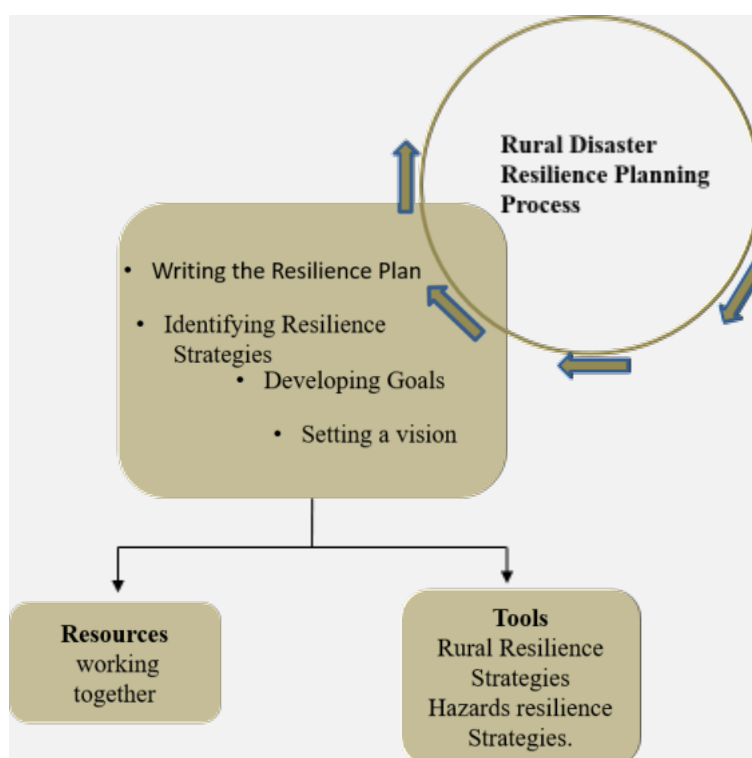 Rural Disaster
Resilience Planning
Process
• Writing the Resilience Plan
• Identifying Resilience
Strategies
• Developing Goals
• Setting a vision
Resources
working
together
Tools
Rural Resilience
Strategies
Hazards resilience
Strategies.